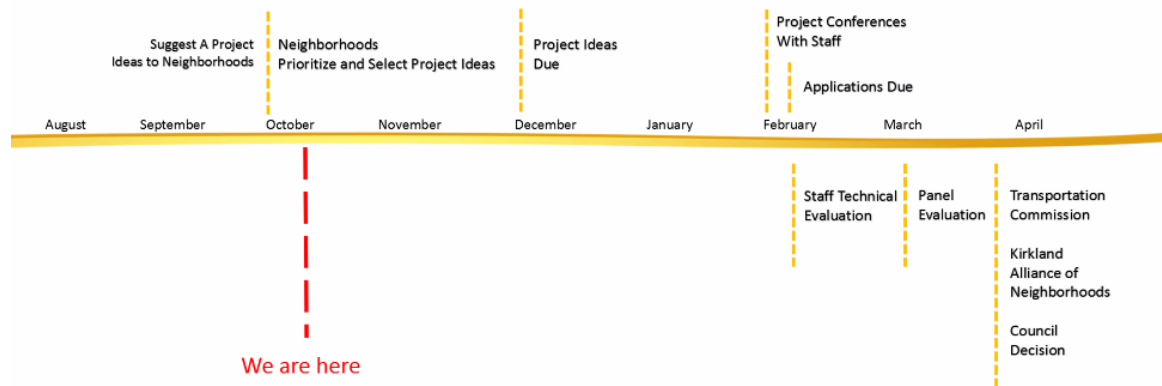 Suggest A Project
Ideas to Neighborhoods
Neighborhoods
Prioritize and Select Project Ideas
Project Ideas
Due
Project Conferences
With Staff
Applications Due
August September October November December January February March April
Staff Technical
Evaluation
Panel
Evaluation
Transportation
Commission
Kirkland
Alliance of
Neighborhoods
Council
Decision
We are here